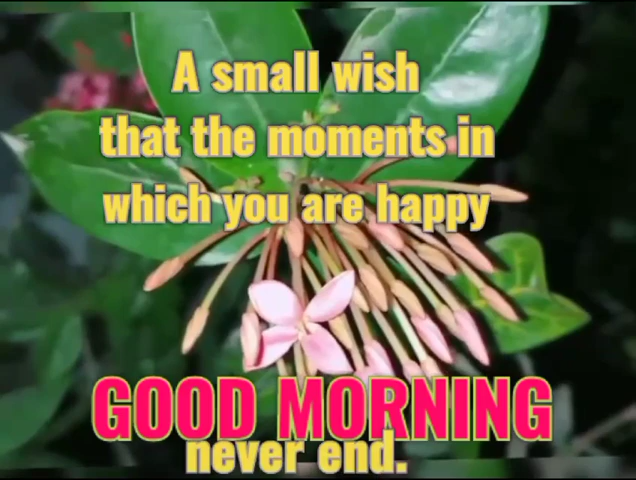 A small wish
that the moments in
which you are happy
GOOD MORNING
never end.